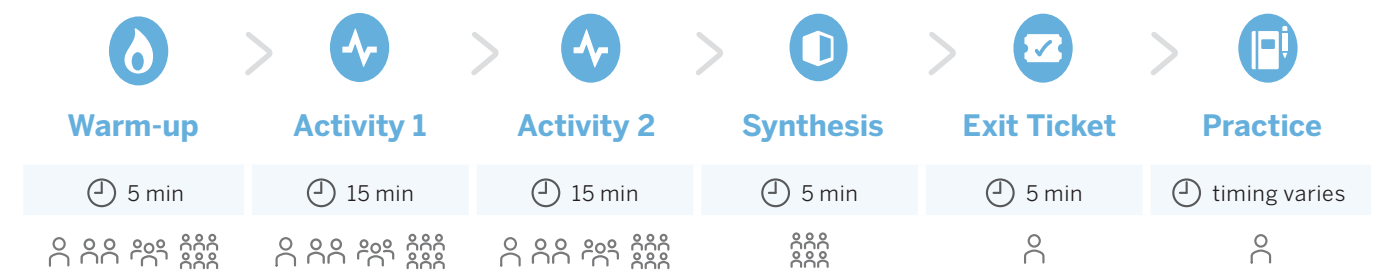 Warm-up Activity 1 Activity 2 Synthesis Exit Ticket Practice
5 min 15 min 15 min 5 min 5 min timing varies